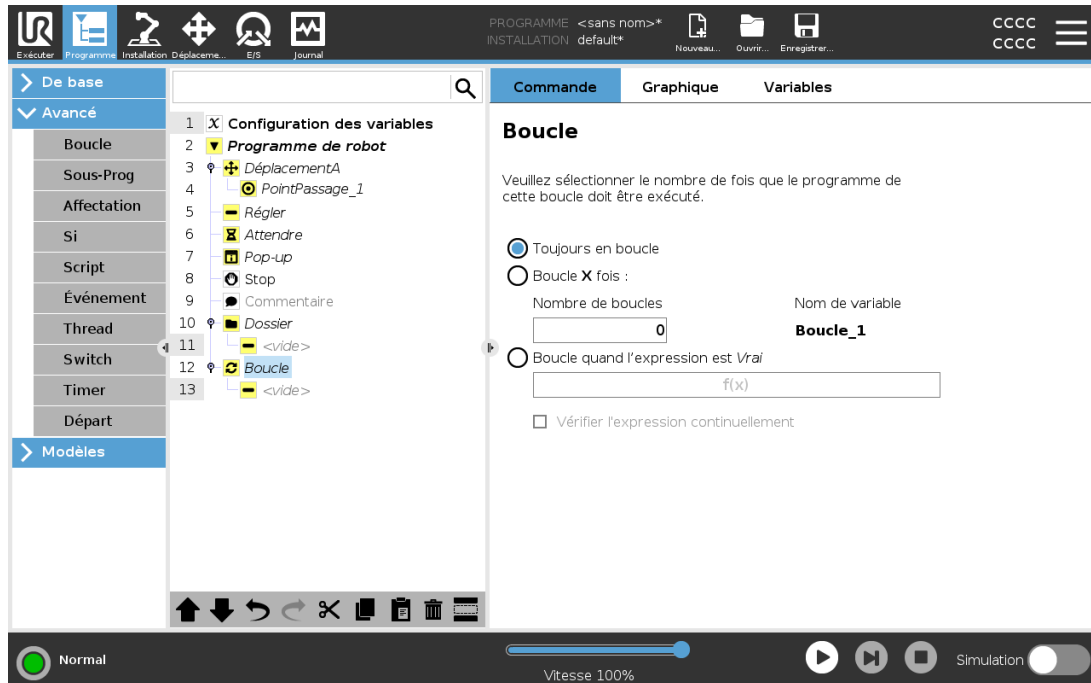 UR
PROGRAMME <sans nom>*
INSTALLATION default*
CCCC
CCCC
Exécuter Programme Installation Déplaceme... E/S Journal Nouveau... Ouvrir... Enregistrer...
De base
Avancé
Boucle
Sous-Prog
Affectation
Si
Script
Événement
Thread
Switch
Timer
Départ
Modèles
1 X Configuration des variables
2 Programme de robot
3 DéplacementA
4 PointPassage_1
5 Régler
6 Attendre
7 Pop-up
8 Stop
9 Commentaire
10 Dossier
11 <vide>
12 Boucle
13 <vide>
Commande Graphique Variables
Boucle
Veuillez sélectionner le nombre de fois que le programme de
cette boucle doit être exécuté.
Toujours en boucle
Boucle X fois :
Nombre de boucles Nom de variable
0 Boucle_1
Boucle quand l'expression est Vrai
f(x)
Vérifier l'expression continuellement
Normal
Vitesse 100%
Simulation